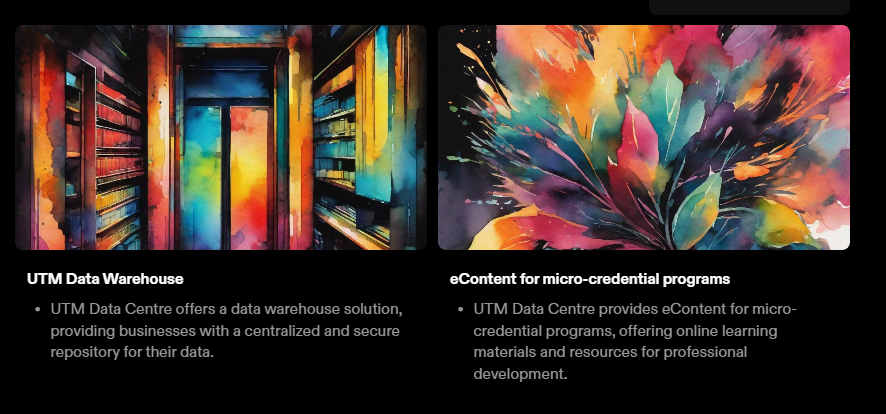 UTM Data Warehouse
• UTM Data Centre offers a data warehouse solution,
providing businesses with a centralized and secure
repository for their data.
eContent for micro-credential programs
• UTM Data Centre provides eContent for micro-
credential programs, offering online learning
materials and resources for professional
development.